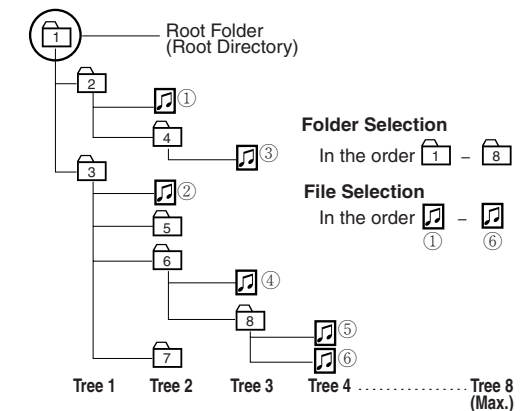 1
Root Folder
(Root Directory)
2
①
4
③
3
②
5
6
④
8
⑤
⑥
7
Folder Selection
In the order 1 – 8
File Selection
In the order –
① ⑥
Tree 1 Tree 2 Tree 3 Tree 4 .................. Tree 8
(Max.)